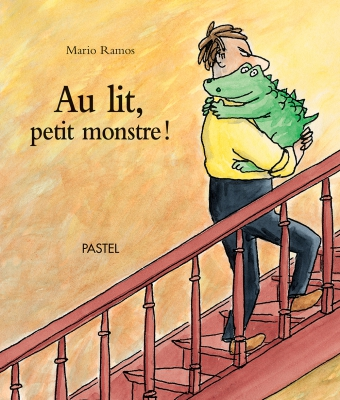 Mario Ramos
Au lit,
petit monstre !
PASTEL